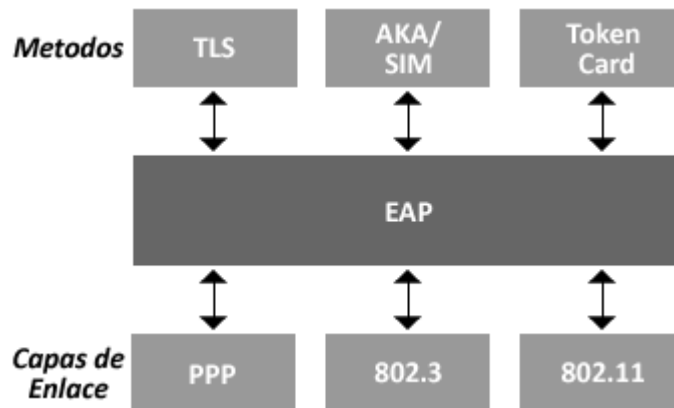 Metodos
TLS
AKA/
SIM
Token
Card
EAP
Capas de
Enlace
PPP
802.3
802.11